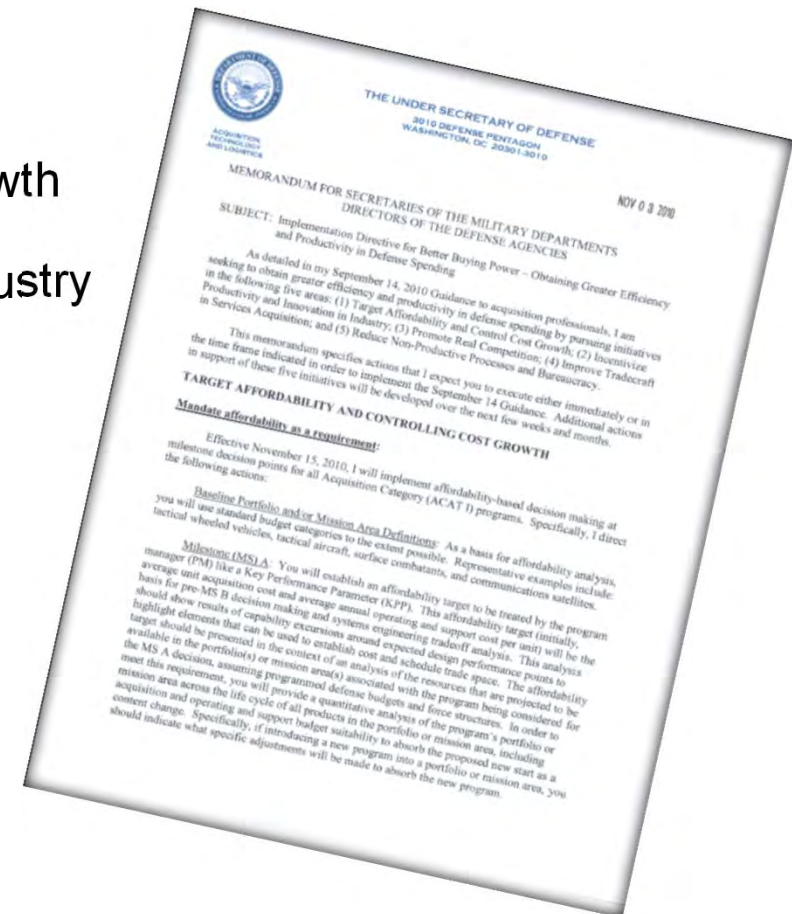 wth
ustry
DEPARTMENT OF DEFENSE
ACQUISITION,
TECHNOLOGY
AND LOGISTICS
THE UNDER SECRETARY OF DEFENSE
3010 DEFENSE PENTAGON
WASHINGTON, DC 20301-3010
NOV 03 2010
MEMORANDUM FOR SECRETARIES OF THE MILITARY DEPARTMENTS
DIRECTORS OF THE DEFENSE AGENCIES
SUBJECT: Implementation Directive for Better Buying Power – Obtaining Greater Efficiency
and Productivity in Defense Spending
As detailed in my September 14, 2010 Guidance to acquisition professionals, I am
seeking to obtain greater efficiency and productivity in defense spending by pursuing initiatives
in the following five areas: (1) Target Affordability and Control Cost Growth; (2) Incentivize
Productivity and Innovation in Industry; (3) Promote Real Competition; (4) Improve Tradecraft
in Services Acquisition; and (5) Reduce Non-Productive Processes and Bureaucracy.
This memorandum specifies actions that I expect you to execute either immediately or in
the time frame indicated in order to implement the September 14 Guidance. Additional actions
in support of these five initiatives will be developed over the next few weeks and months.
TARGET AFFORDABILITY AND CONTROLLING COST GROWTH
Mandate affordability as a requirement:
Effective November 15, 2010, I will implement affordability-based decision making at
milestone decision points for all Acquisition Category (ACAT I) programs. Specifically, I direct
the following actions:
Baseline Portfolio and/or Mission Area Definitions: As a basis for affordability analysis,
you will use standard budget categories to the extent possible. Representative examples include:
tactical wheeled vehicles, tactical aircraft, surface combatants, and communications satellites.
Milestone (MS) A: You will establish an affordability target to be treated by the program
manager (PM) like a Key Performance Parameter (KPP). This affordability target (initially,
average unit acquisition cost and average annual operating and support cost per unit) will be the
basis for pre-MS B decision making and systems engineering tradeoff analysis. This analysis
should show results of capability excursions around expected design performance points to
highlight elements that can be used to establish cost and schedule trade space. The affordability
target should be presented in the context of an analysis of the resources that are projected to be
available in the portfolio(s) or mission area(s) associated with the program being considered for
the MS A decision, assuming programmed defense budgets and force structures. In order to
meet this requirement, you will provide a quantitative analysis of the program's portfolio or
mission area across the life cycle of all products in the portfolio or mission area, including
acquisition and operating and support budget suitability to absorb the proposed new start as a
content change. Specifically, if introducing a new program into a portfolio or mission area, you
should indicate what specific adjustments will be made to absorb the new program.